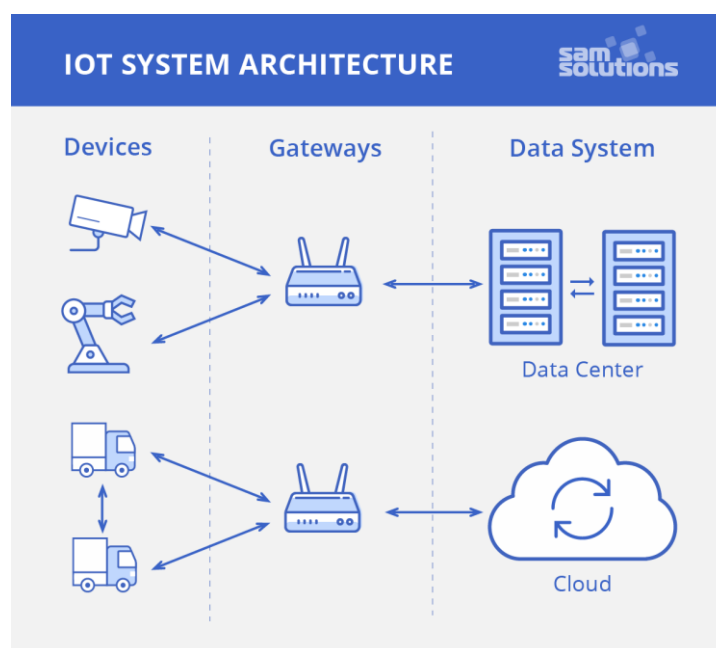 IOT SYSTEM ARCHITECTURE
sam
solutions
Devices
Gateways
Data System
Data Center
Cloud